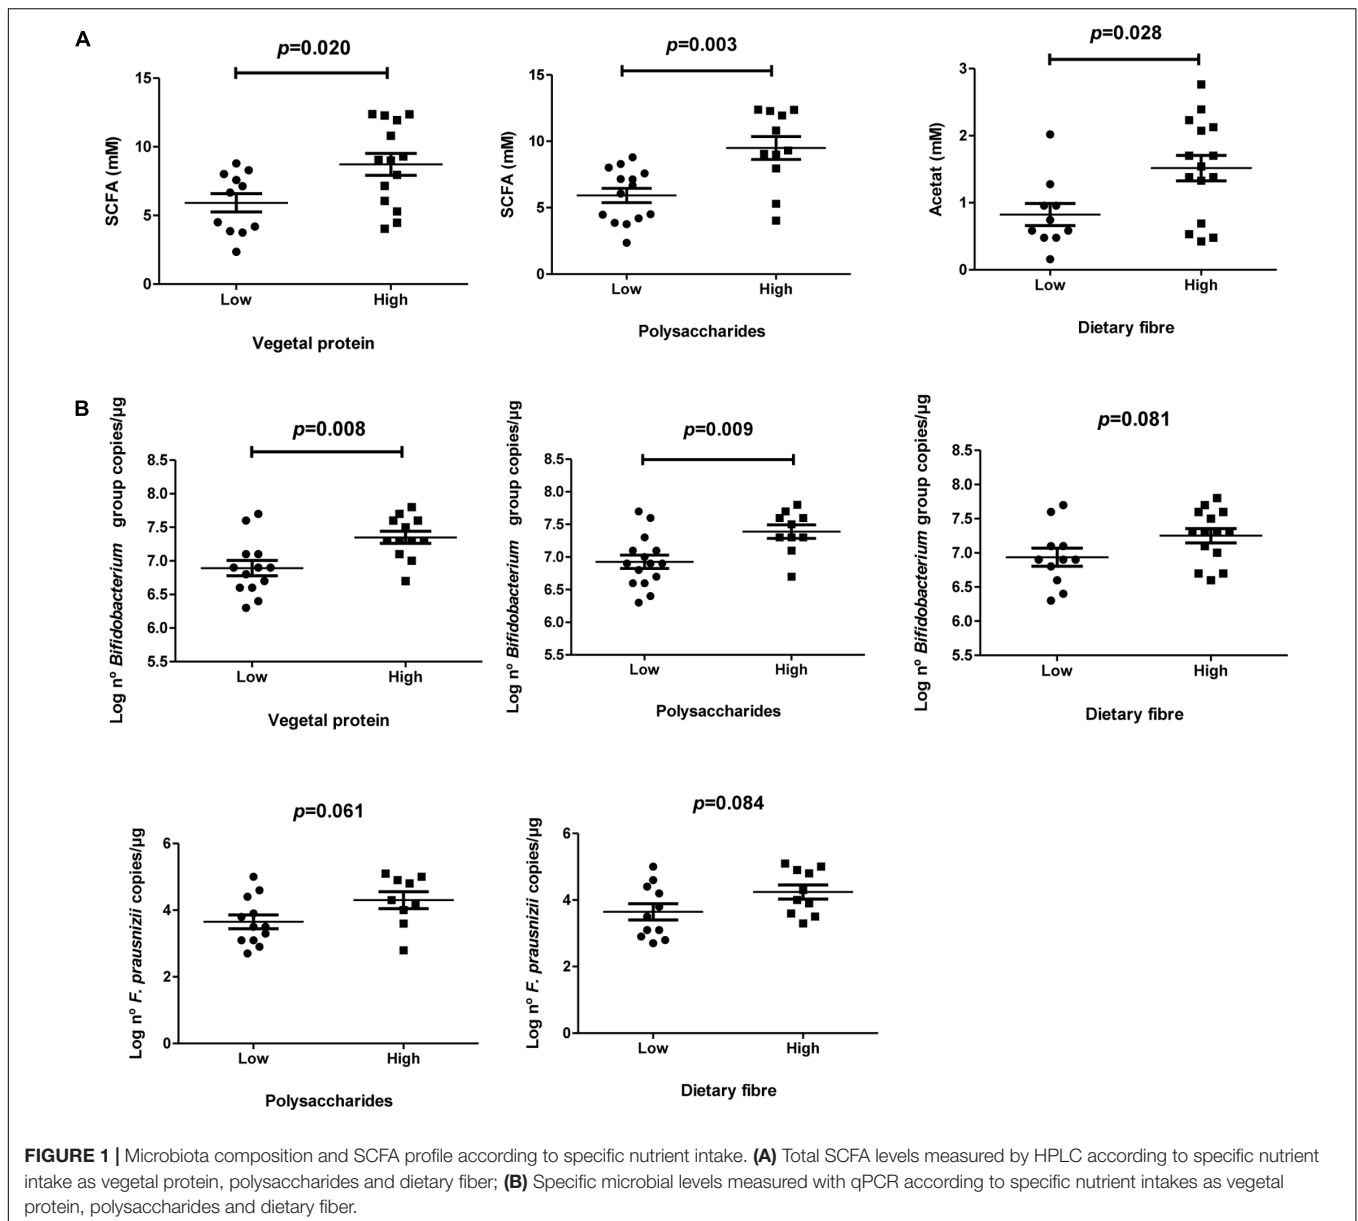 A
p=0.020
p=0.003
p=0.028
SCFA (mM)
15
10
5
0
Low
High
Vegetal protein
SCFA (mM)
15
10
5
0
Low
High
Polysaccharides
Acetat (mM)
3
2
1
0
Low
High
Dietary fibre
B
p=0.008
p=0.009
p=0.081
Log nº Bifidobacterium group copies/µg
8.5
8.0
7.5
7.0
6.5
6.0
5.5
Low
High
Vegetal protein
Log nº Bifidobacterium group copies/µg
8.5
8.0
7.5
7.0
6.5
6.0
5.5
Low
High
Polysaccharides
Log nº Bifidobacterium group copies/µg
8.5
8.0
7.5
7.0
6.5
6.0
5.5
Low
High
Dietary fibre
p=0.061
p=0.084
Log nº F. prausnizii copies/µg
6
4
2
0
Low
High
Polysaccharides
Log nº F. prausnizii copies/µg
6
4
2
0
Low
High
Dietary fibre
FIGURE 1 | Microbiota composition and SCFA profile according to specific nutrient intake. (A) Total SCFA levels measured by HPLC according to specific nutrient
intake as vegetal protein, polysaccharides and dietary fiber; (B) Specific microbial levels measured with qPCR according to specific nutrient intakes as vegetal
protein, polysaccharides and dietary fiber.